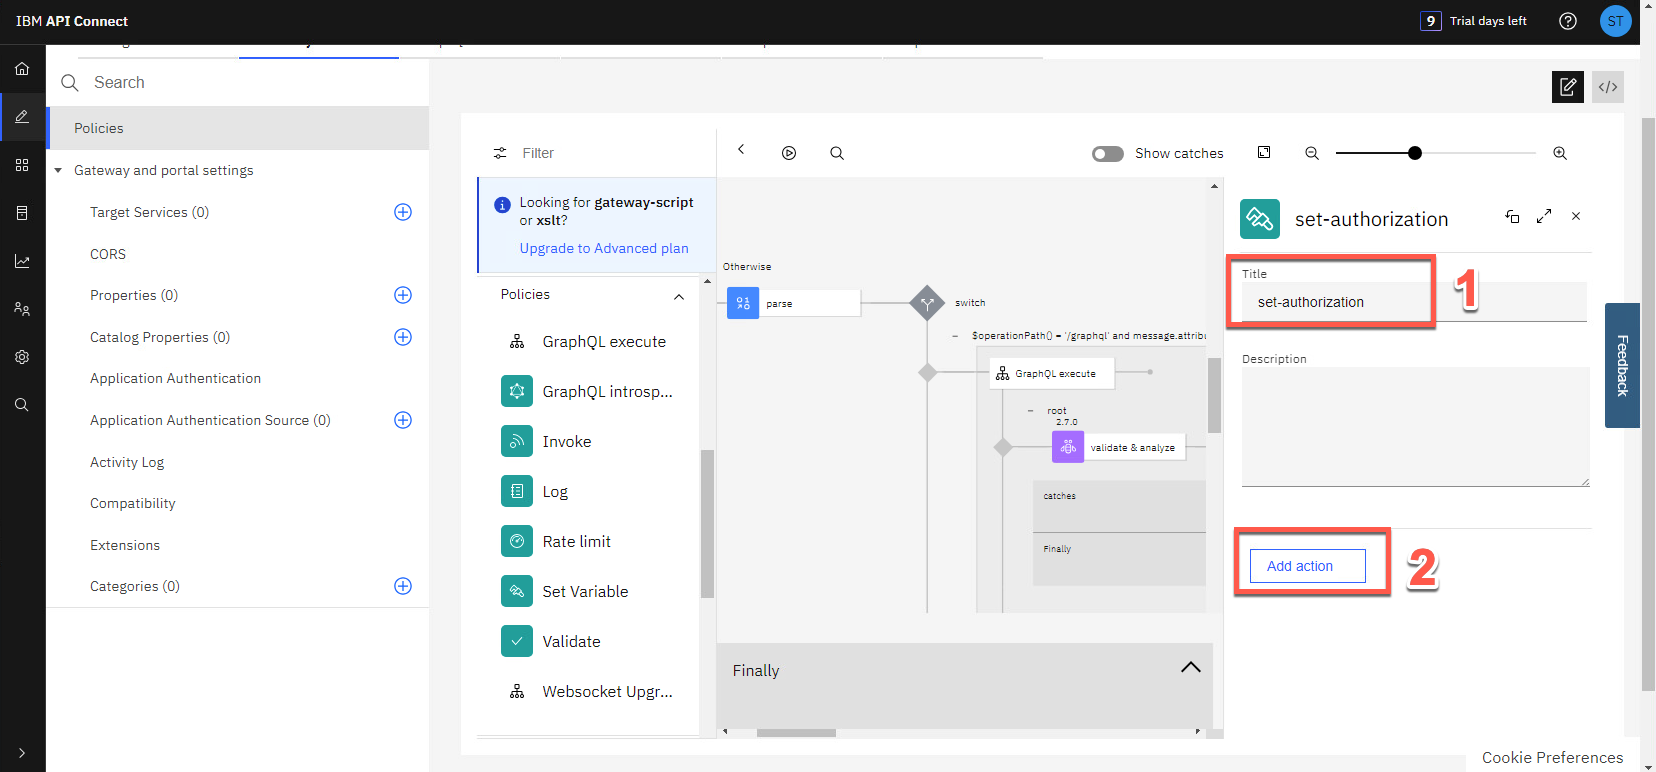 IBM API Connect
9 Trial days left
ST
Search
Policies
Gateway and portal settings
Target Services (0)
CORS
Properties (0)
Catalog Properties (0)
Application Authentication
Application Authentication Source (0)
Activity Log
Compatibility
Extensions
Categories (0)
Filter
Looking for gateway-script
or xslt?
Upgrade to Advanced plan
Policies
GraphQL execute
GraphQL introsp...
Invoke
Log
Rate limit
Set Variable
Validate
Websocket Upgr...
Show catches
Otherwise
parse
switch
$operationPath() = '/graphql' and message.attribu
GraphQL execute
root
2.7.0
validate & analyze
catches
Finally
Finally
set-authorization
Title
set-authorization
1
Description
Add action
2
Feedback
Cookie Preferences